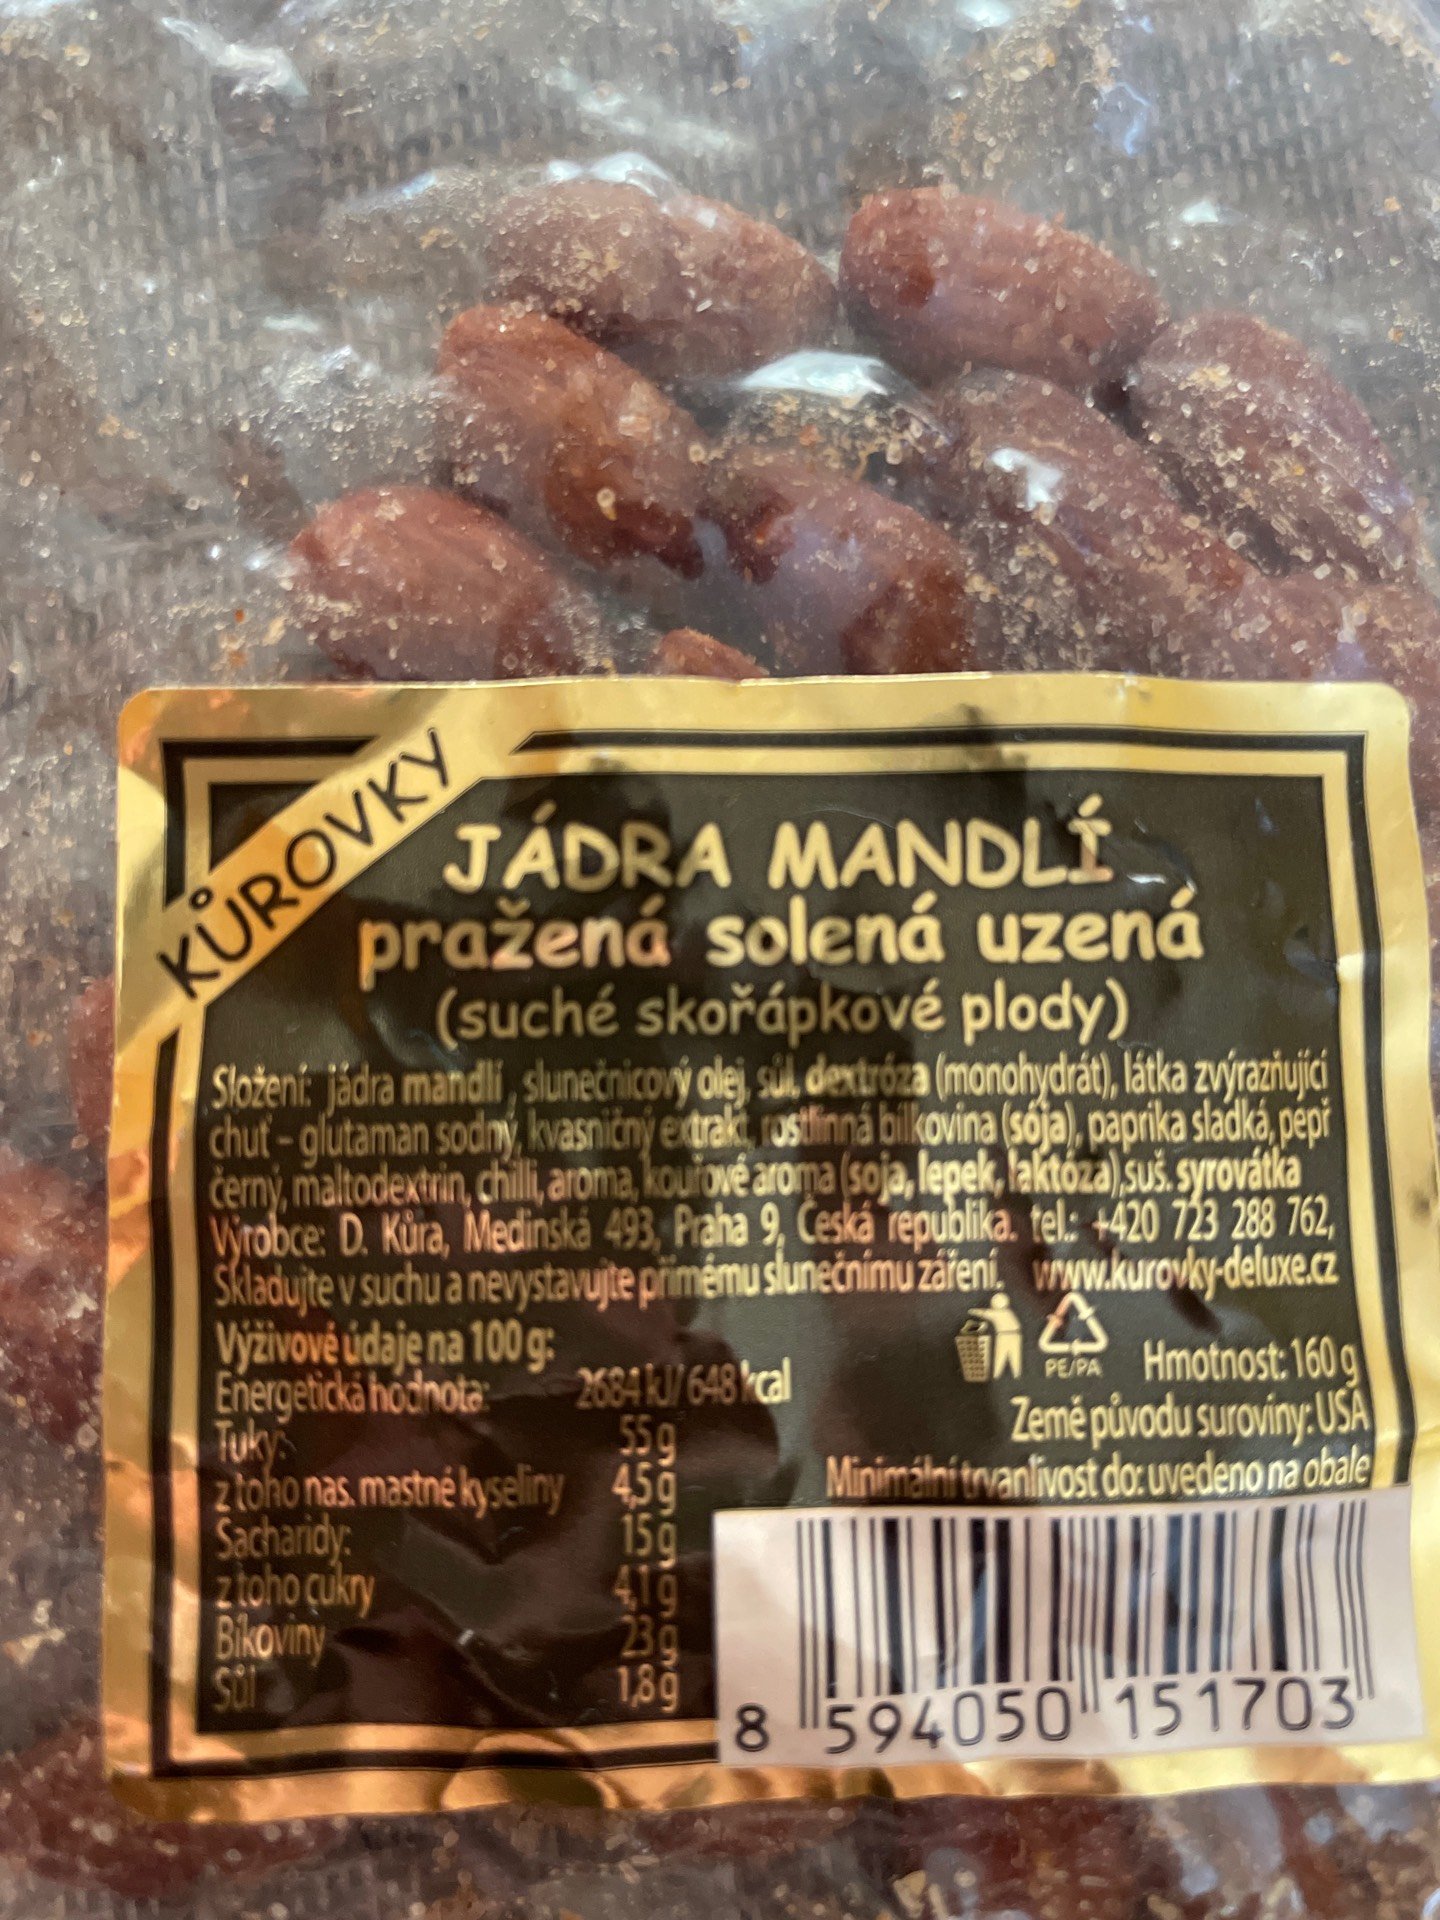 KŮROVKY
JÁDRA MANDLÍ
pražená solená uzená
(suché skořápkové plody)
Složení: jádra mandlí, slunečnicový olej, sůl, dextróza (monohydrát), látka zvýrazňující
chuť – glutaman sodný, kvasničný extrakt, rostlinná bílkovina (sója), paprika sladká, pepř
černý, maltodextrin, chilli, aroma, kouřové aroma (soja, lepek, laktóza),suš. syrovátka
Výrobce: D. Kůra, Medinská 493, Praha 9, Česká republika. tel.: +420 723 288 762,
Skladujte v suchu a nevystavujte přímému slunečnímu záření. www.kurovky-deluxe.cz
Výživové údaje na 100 g:
Energetická hodnota: 2684 kJ/ 648 kcal
Tuky: 55 g
z toho nas. mastné kyseliny 4,5 g
Sacharidy: 15 g
z toho cukry 4,1 g
Bíkoviny 23 g
Sůl 1,8 g
PE/PA
Hmotnost: 160 g
Země původu suroviny: USA
Minimální trvanlivost do: uvedeno na obale
8 594050 151703